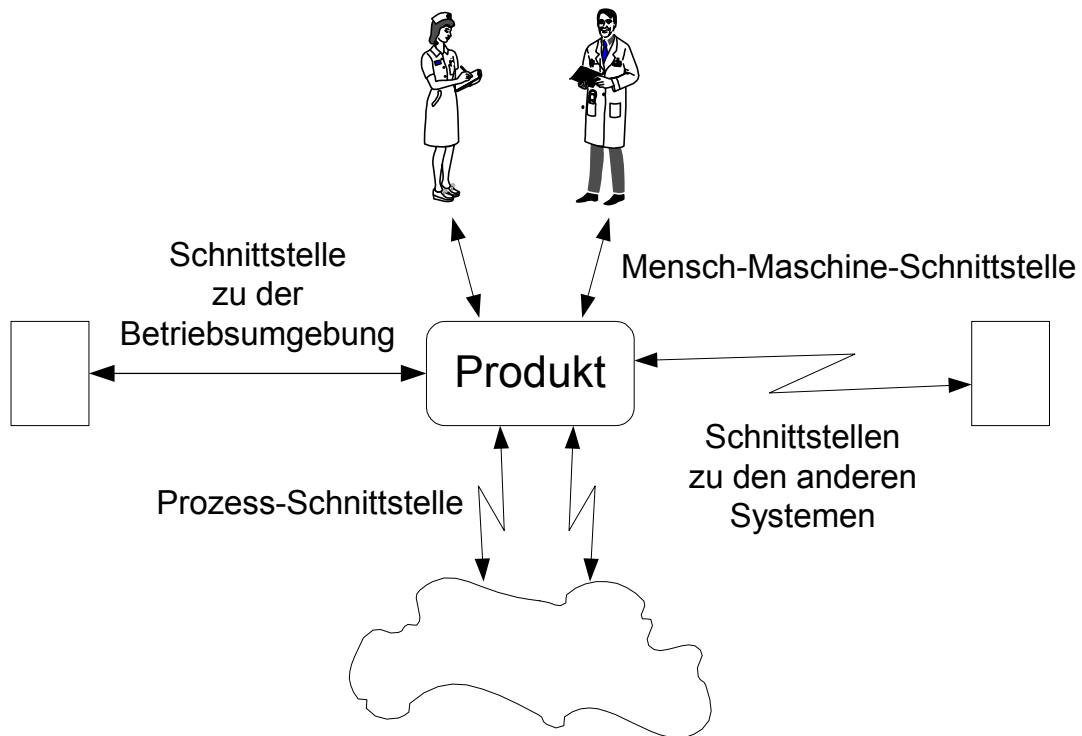 Schnittstelle
zu der
Betriebsumgebung
Mensch-Maschine-Schnittstelle
Produkt
Schnittstellen
zu den anderen
Systemen
Prozess-Schnittstelle